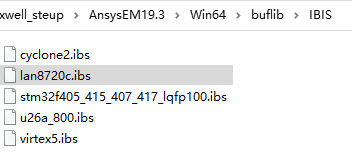 xwell_steup > AnsysEM19.3 > Win64 > buflib > IBIS
cyclone2.ibs
lan8720c.ibs
stm32f405_415_407_417_lqfp100.ibs
u26a_800.ibs
virtex5.ibs